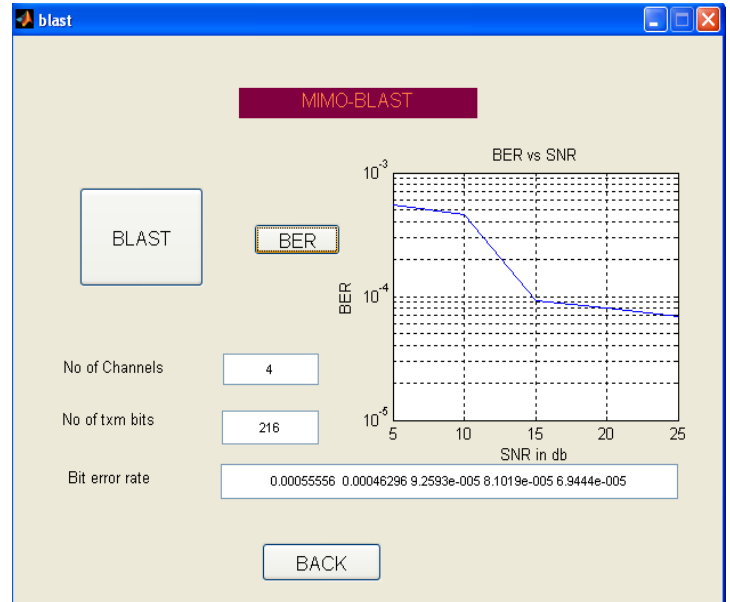 blast
MIMO-BLAST
BLAST
BER
BER vs SNR
10^-3
10^-4
10^-5
BER
5 10 15 20 25
SNR in db
No of Channels
4
No of txm bits
216
Bit error rate
0.00055556 0.00046296 9.2593e-005 8.1019e-005 6.9444e-005
BACK